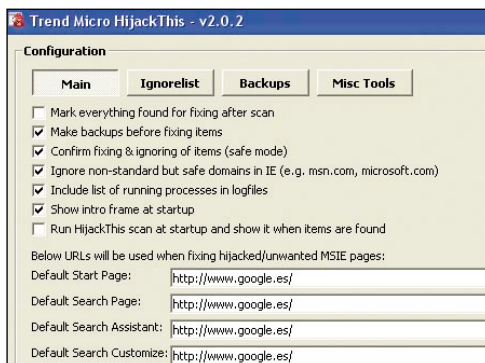 Trend Micro HijackThis - v2.0.2
Configuration
Main Ignorelist Backups Misc Tools
Mark everything found for fixing after scan
Make backups before fixing items
Confirm fixing & ignoring of items (safe mode)
Ignore non-standard but safe domains in IE (e.g. msn.com, microsoft.com)
Include list of running processes in logfiles
Show intro frame at startup
Run HijackThis scan at startup and show it when items are found
Below URLs will be used when fixing hijacked/unwanted MSIE pages:
Default Start Page: http://www.google.es/
Default Search Page: http://www.google.es/
Default Search Assistant: http://www.google.es/
Default Search Customize: http://www.google.es/